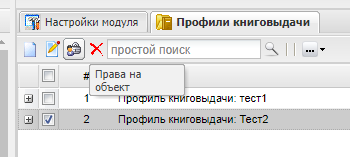 Настройки модуля
Профили книговыдачи
простой поиск
...
Права на
объект
#
1 Профиль книговыдачи: тест1
2 Профиль книговыдачи: Тест2